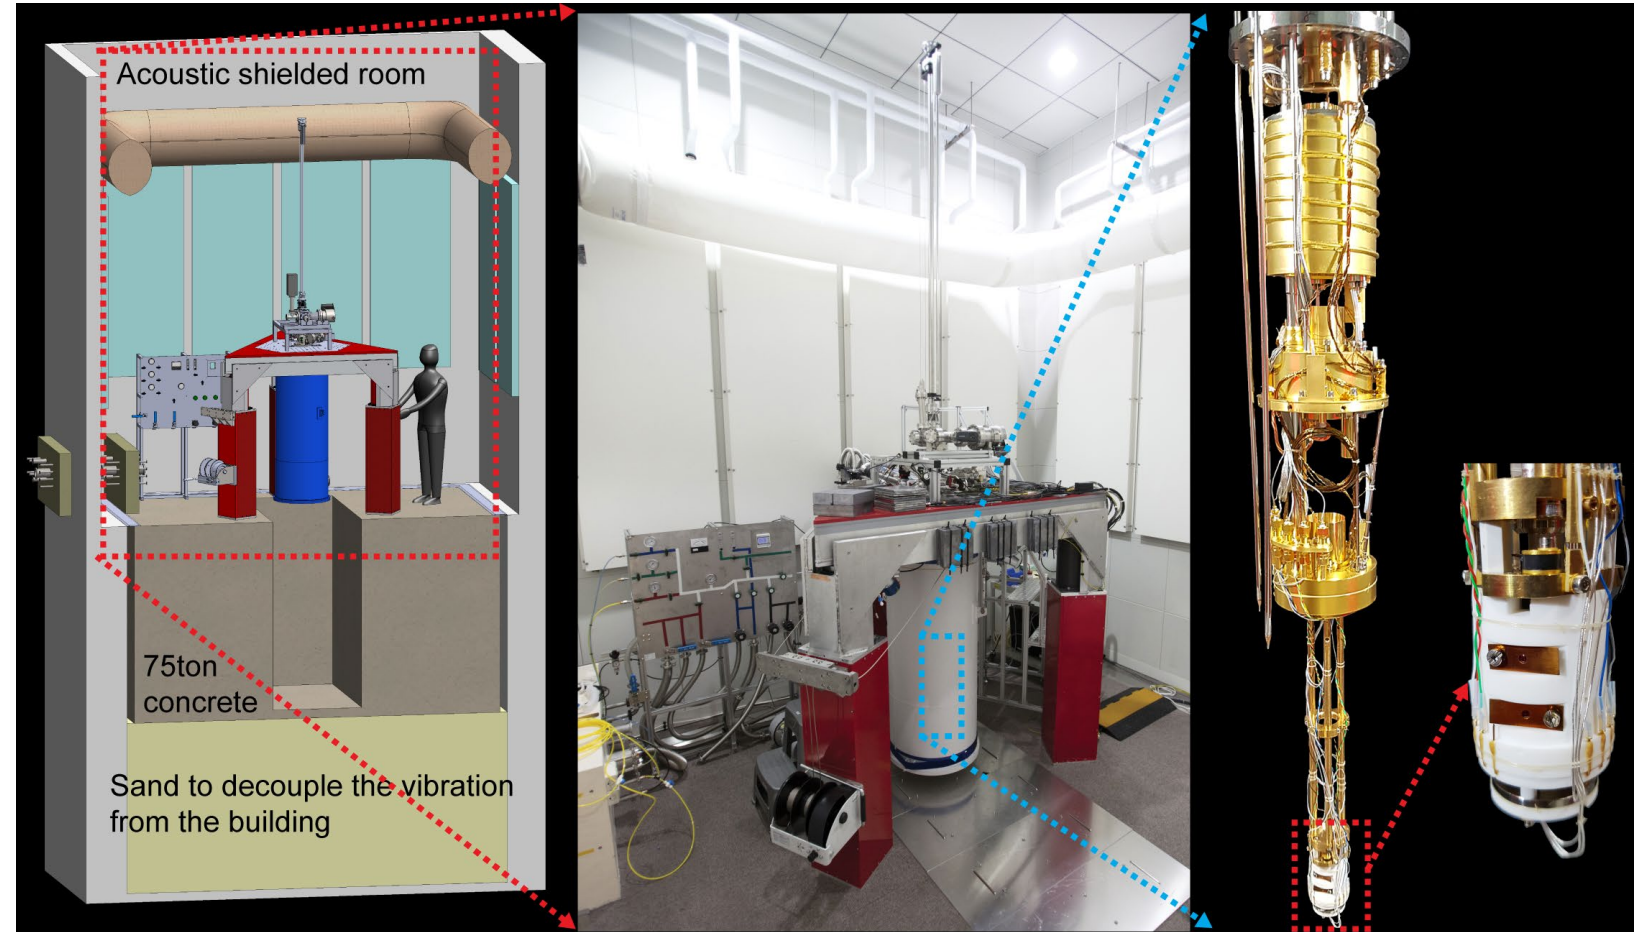 Acoustic shielded room
75ton
concrete
Sand to decouple the vibration
from the building